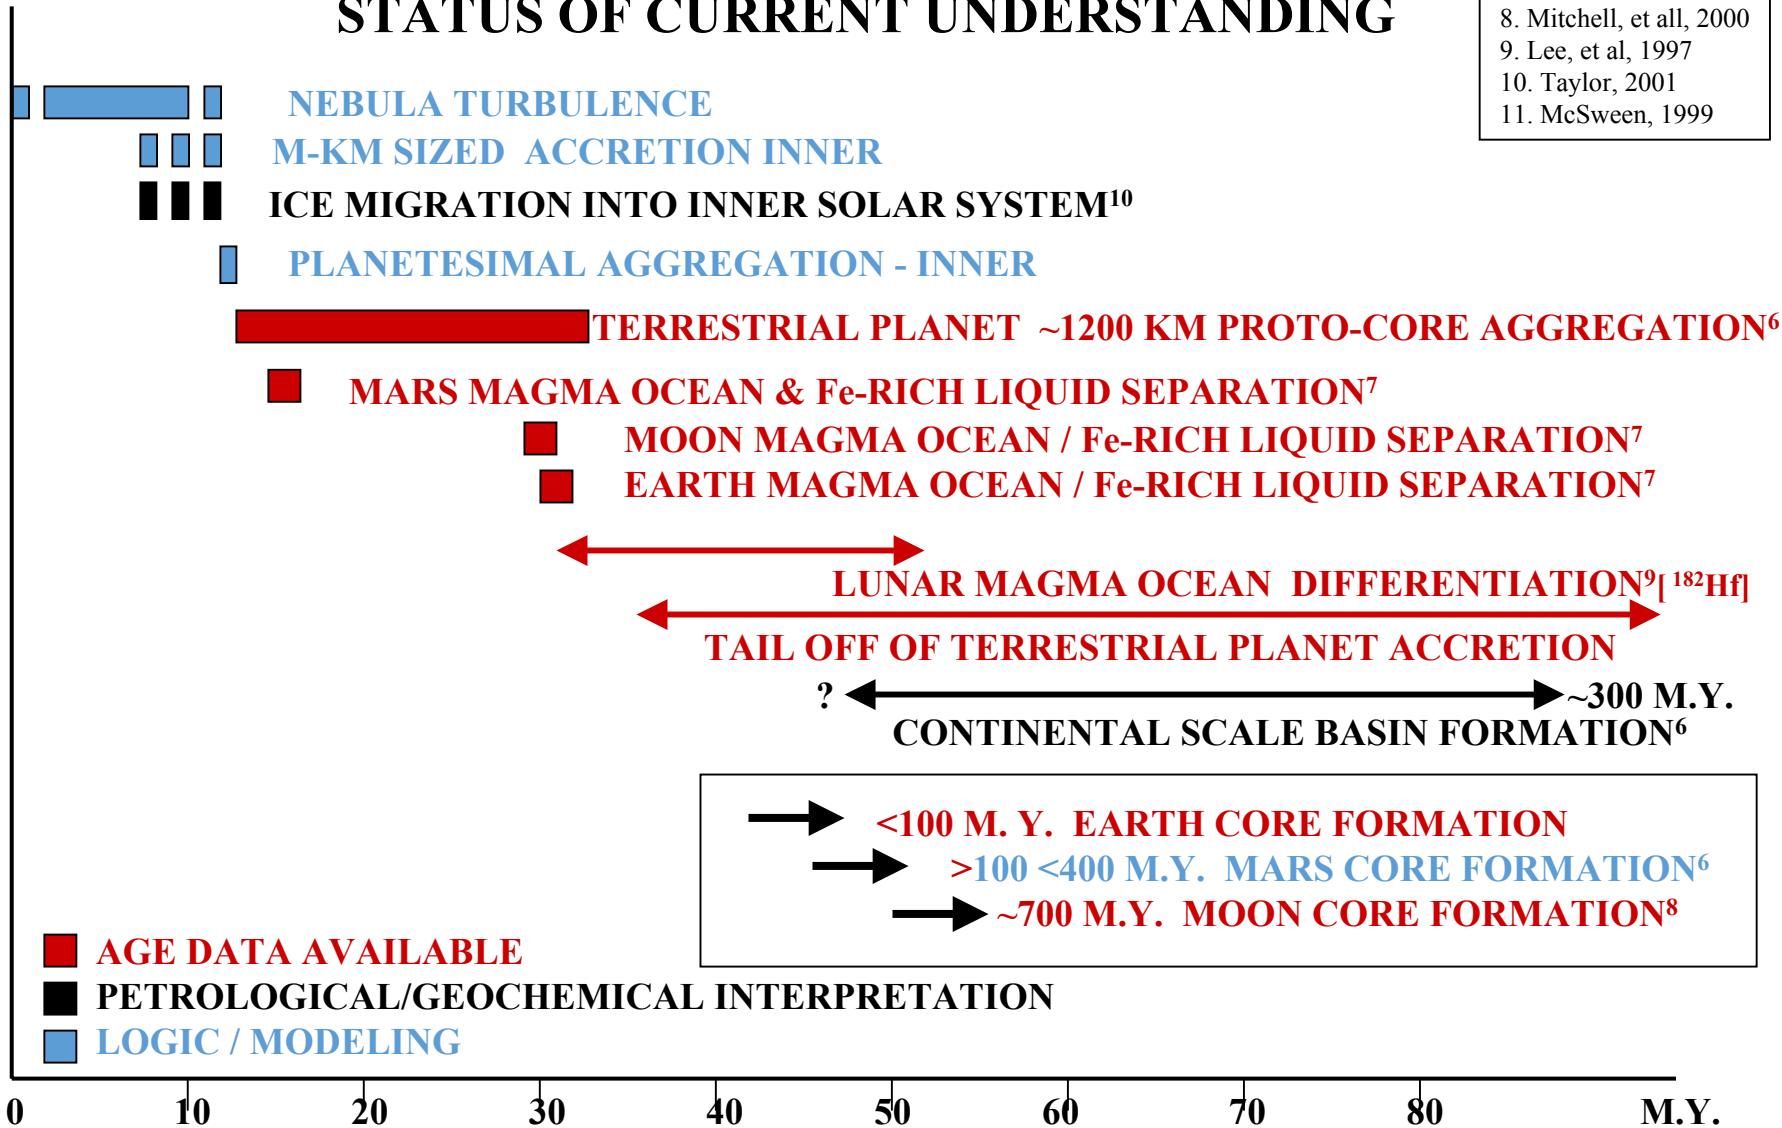 STATUS OF CURRENT UNDERSTANDING
8. Mitchell, et all, 2000
9. Lee, et al, 1997
10. Taylor, 2001
11. McSween, 1999
NEBULA TURBULENCE
M-KM SIZED ACCRETION INNER
ICE MIGRATION INTO INNER SOLAR SYSTEM¹⁰
PLANETESIMAL AGGREGATION - INNER
TERRESTRIAL PLANET ~1200 KM PROTO-CORE AGGREGATION⁶
MARS MAGMA OCEAN & Fe-RICH LIQUID SEPARATION⁷
MOON MAGMA OCEAN / Fe-RICH LIQUID SEPARATION⁷
EARTH MAGMA OCEAN / Fe-RICH LIQUID SEPARATION⁷
LUNAR MAGMA OCEAN DIFFERENTIATION⁹[ ¹⁸²Hf]
TAIL OFF OF TERRESTRIAL PLANET ACCRETION
? ~300 M.Y.
CONTINENTAL SCALE BASIN FORMATION⁶
<100 M. Y. EARTH CORE FORMATION
>100 <400 M.Y. MARS CORE FORMATION⁶
~700 M.Y. MOON CORE FORMATION⁸
AGE DATA AVAILABLE
PETROLOGICAL/GEOCHEMICAL INTERPRETATION
LOGIC / MODELING
0 10 20 30 40 50 60 70 80 M.Y.